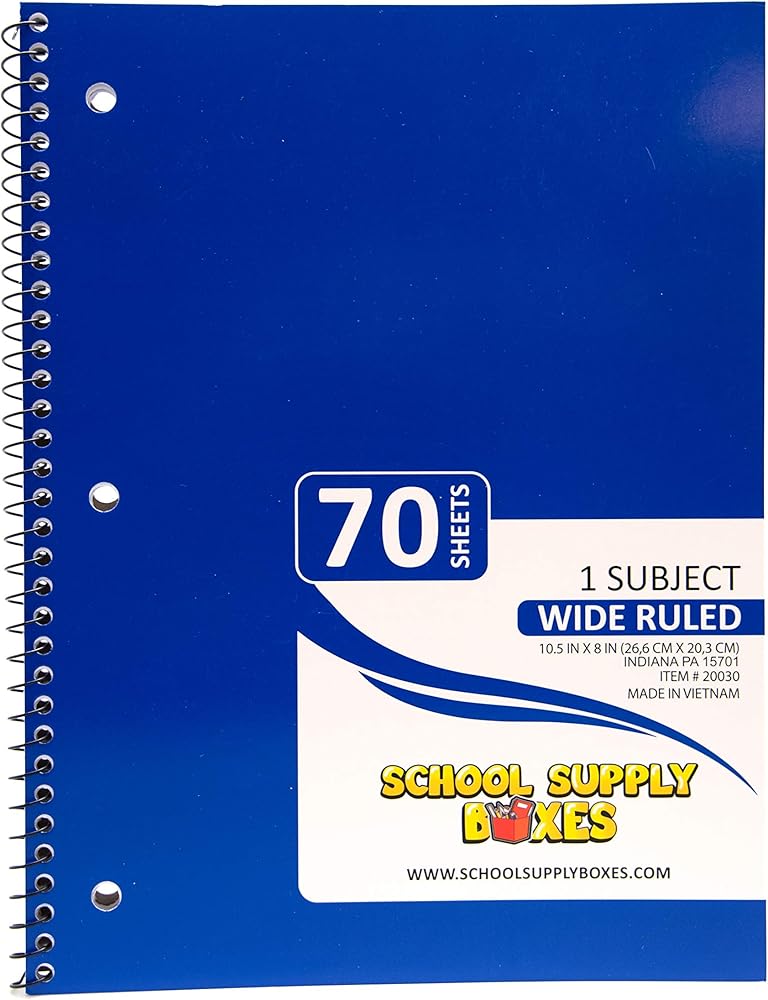 70 SHEETS
1 SUBJECT
WIDE RULED
10.5 IN X 8 IN (26,6 CM X 20,3 CM)
INDIANA PA 15701
ITEM # 20030
MADE IN VIETNAM
SCHOOL SUPPLY
BOXES
WWW.SCHOOLSUPPLYBOXES.COM